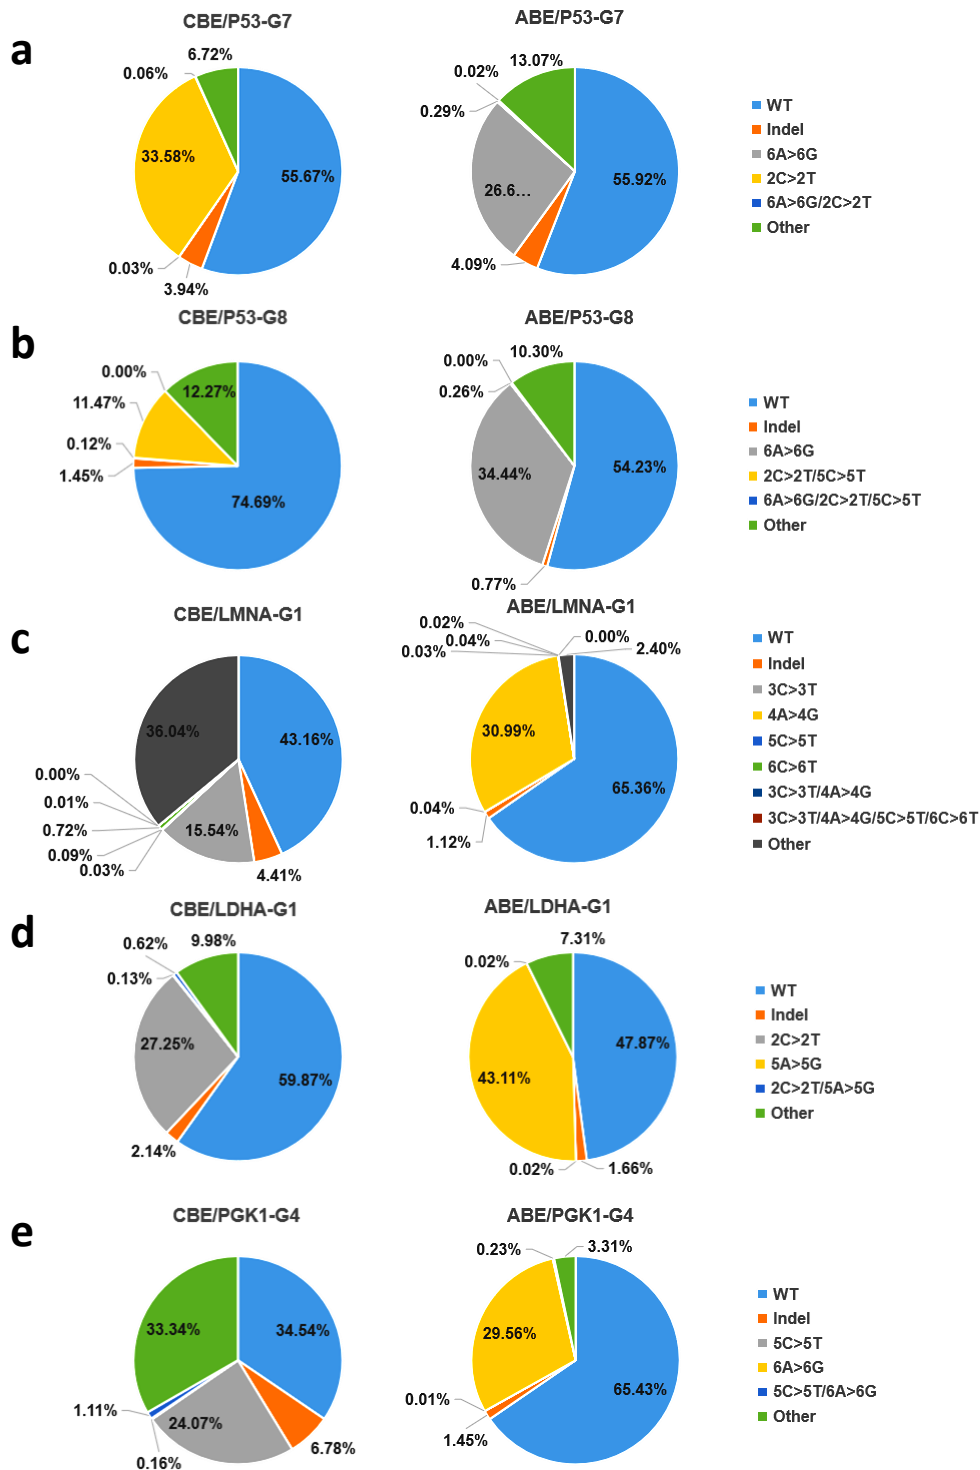 a
CBE/P53-G7
6.72%
0.06%
33.58%
55.67%
0.03%
3.94%
ABE/P53-G7
13.07%
0.02%
0.29%
26.6...
55.92%
4.09%
WT
Indel
6A>6G
2C>2T
6A>6G/2C>2T
Other
b
CBE/P53-G8
0.00%
12.27%
11.47%
0.12%
1.45%
74.69%
ABE/P53-G8
10.30%
0.00%
0.26%
34.44%
54.23%
0.77%
WT
Indel
6A>6G
2C>2T/5C>5T
6A>6G/2C>2T/5C>5T
Other
c
CBE/LMNA-G1
36.04%
43.16%
0.00%
0.01%
0.72%
15.54%
0.09%
0.03%
4.41%
ABE/LMNA-G1
0.02%
0.04%
0.00%
0.03%
2.40%
30.99%
65.36%
0.04%
1.12%
WT
Indel
3C>3T
4A>4G
5C>5T
6C>6T
3C>3T/4A>4G
3C>3T/4A>4G/5C>5T/6C>6T
Other
d
CBE/LDHA-G1
0.62%
9.98%
0.13%
27.25%
59.87%
2.14%
ABE/LDHA-G1
7.31%
0.02%
47.87%
43.11%
0.02%
1.66%
WT
Indel
2C>2T
5A>5G
2C>2T/5A>5G
Other
e
CBE/PGK1-G4
33.34%
34.54%
1.11%
24.07%
0.16%
6.78%
ABE/PGK1-G4
0.23%
3.31%
29.56%
65.43%
0.01%
1.45%
WT
Indel
5C>5T
6A>6G
5C>5T/6A>6G
Other